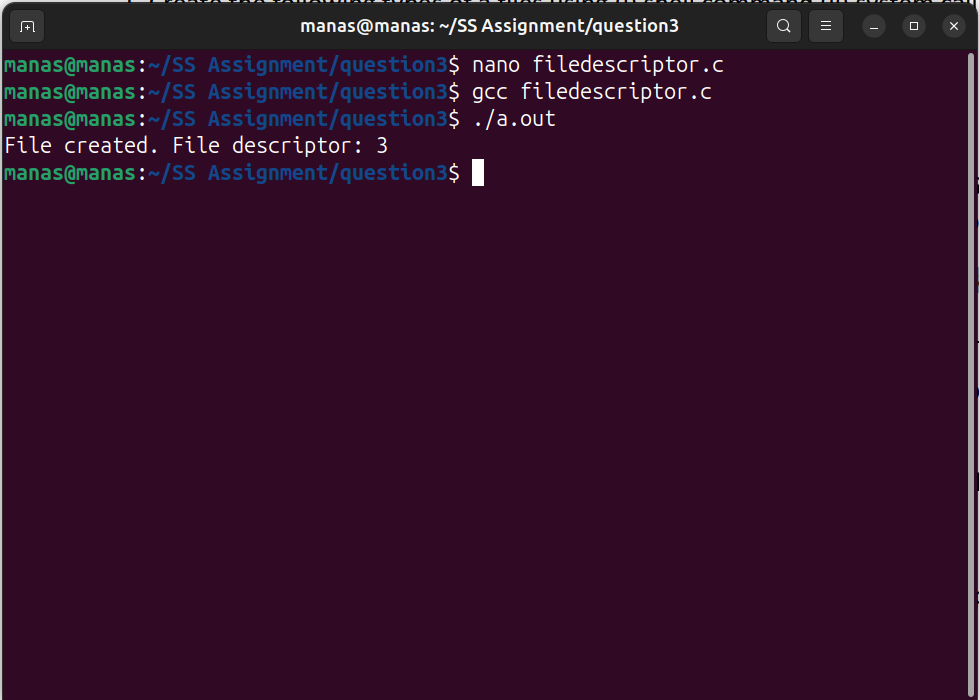 manas@manas: ~/SS Assignment/question3
manas@manas:~/SS Assignment/question3$ nano filedescriptor.c
manas@manas:~/SS Assignment/question3$ gcc filedescriptor.c
manas@manas:~/SS Assignment/question3$ ./a.out
File created. File descriptor: 3
manas@manas:~/SS Assignment/question3$